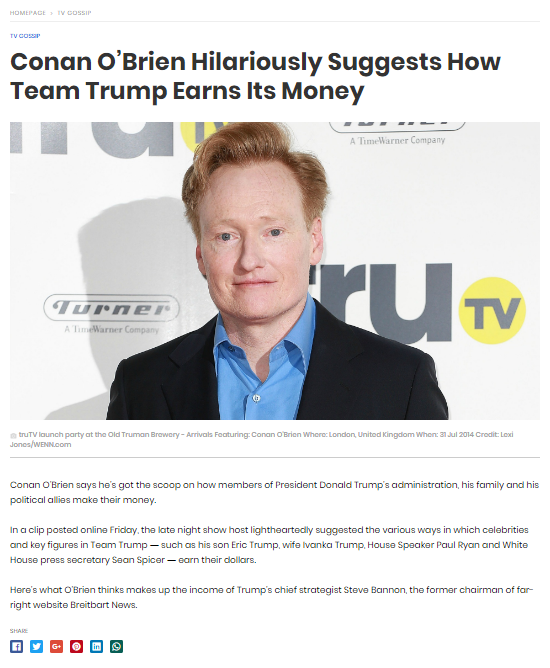 HOMEPAGE > TV GOSSIP
TV GOSSIP
Conan O'Brien Hilariously Suggests How
Team Trump Earns Its Money
tru
TV
TURNER
A TimeWarner Company
TURNER
A TimeWarner Company
tru
TV
truTV launch party at the Old Truman Brewery - Arrivals Featuring: Conan O'Brien Where: London, United Kingdom When: 31 Jul 2014 Credit: Lexi
Jones/WENN.com
Conan O'Brien says he's got the scoop on how members of President Donald Trump's administration, his family and his
political allies make their money.
In a clip posted online Friday, the late night show host lightheartedly suggested the various ways in which celebrities
and key figures in Team Trump — such as his son Eric Trump, wife Ivanka Trump, House Speaker Paul Ryan and White
House press secretary Sean Spicer — earn their dollars.
Here's what O'Brien thinks makes up the income of Trump's chief strategist Steve Bannon, the former chairman of far-
right website Breitbart News.
SHARE